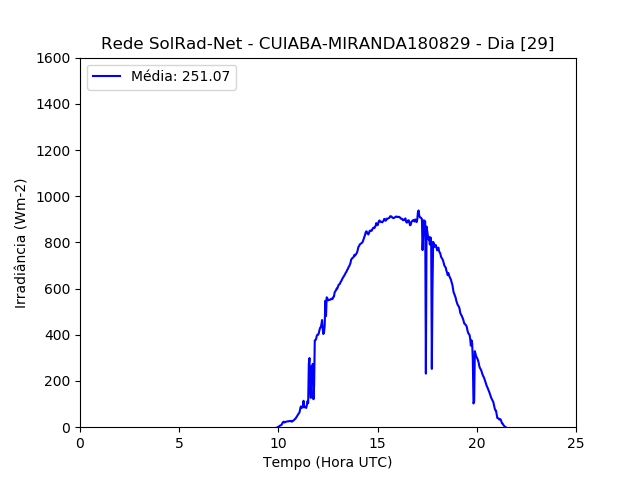 Rede SolRad-Net - CUIABA-MIRANDA180829 - Dia [29]
Média: 251.07
Irradiância (Wm-2)
1600
1400
1200
1000
800
600
400
200
0
0 5 10 15 20 25
Tempo (Hora UTC)